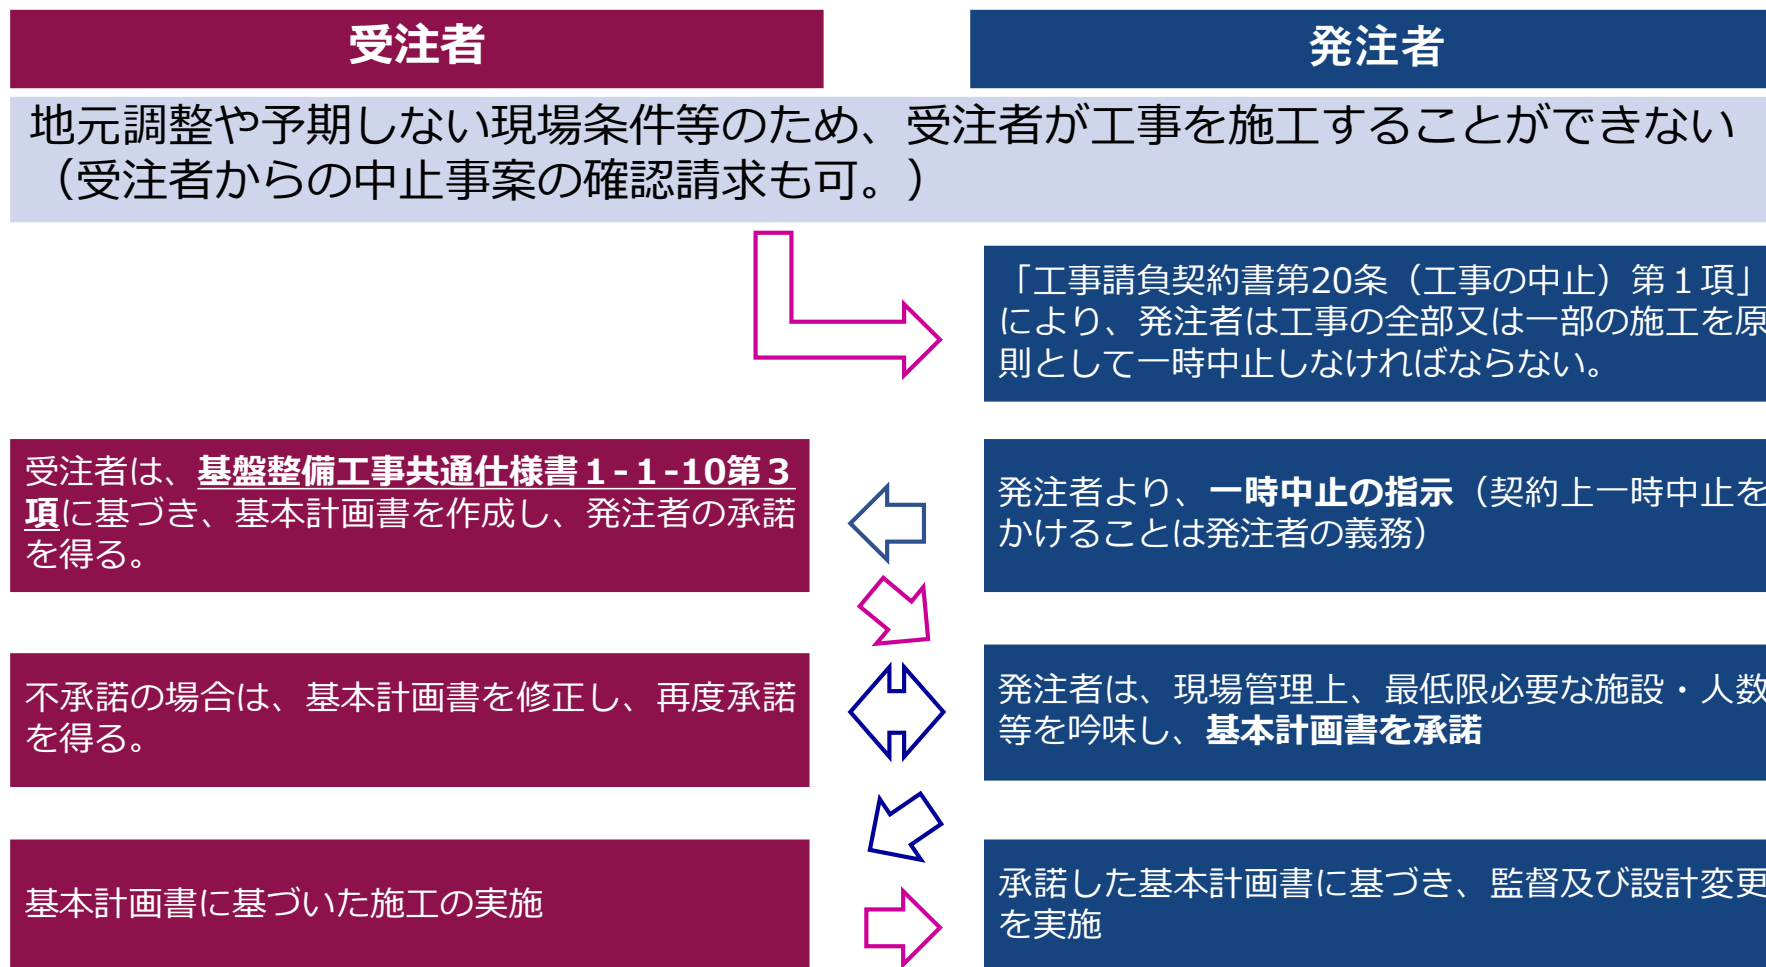 受注者
発注者
地元調整や予期しない現場条件等のため、受注者が工事を施工することができない
（受注者からの中止事案の確認請求も可。）
「工事請負契約書第20条（工事の中止）第１項」
により、発注者は工事の全部又は一部の施工を原
則として一時中止しなければならない。
受注者は、基盤整備工事共通仕様書１-１-10第３
項に基づき、基本計画書を作成し、発注者の承諾
を得る。
発注者より、一時中止の指示（契約上一時中止を
かけることは発注者の義務）
不承諾の場合は、基本計画書を修正し、再度承諾
を得る。
発注者は、現場管理上、最低限必要な施設・人数
等を吟味し、基本計画書を承諾
基本計画書に基づいた施工の実施
承諾した基本計画書に基づき、監督及び設計変更
を実施